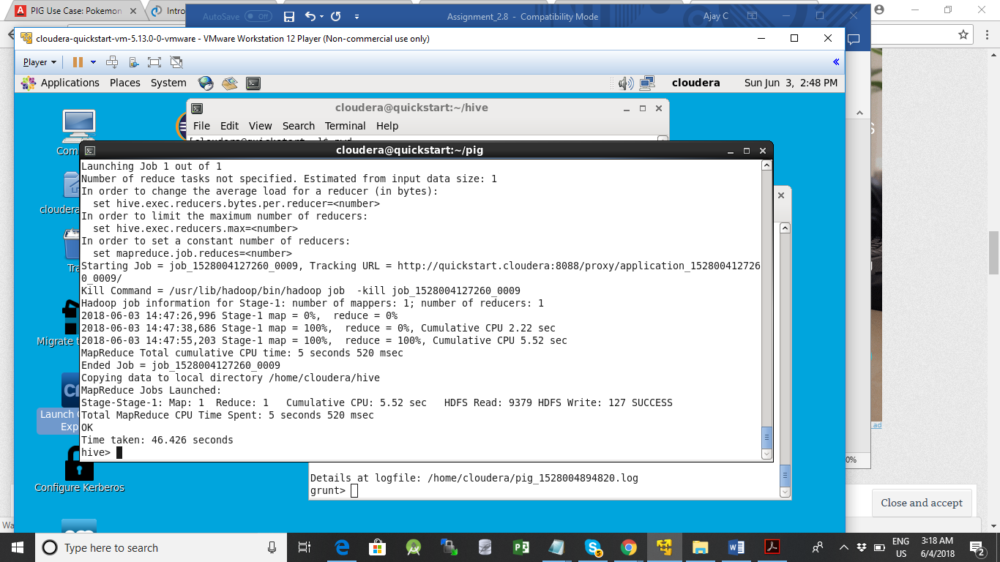 PIG Use Case: Pokemon
Introd
AutoSave
Off
Assignment_2.8 - Compatibility Mode
Ajay C
cloudera-quickstart-vm-5.13.0-0-vmware - VMware Workstation 12 Player (Non-commercial use only)
Player
Applications Places System
cloudera
Sun Jun 3, 2:48 PM
cloudera@quickstart:~/hive
File Edit View Search Terminal Help
cloudera@quickstart:~/pig
Launching Job 1 out of 1
Number of reduce tasks not specified. Estimated from input data size: 1
In order to change the average load for a reducer (in bytes):
  set hive.exec.reducers.bytes.per.reducer=<number>
In order to limit the maximum number of reducers:
  set hive.exec.reducers.max=<number>
In order to set a constant number of reducers:
  set mapreduce.job.reduces=<number>
Starting Job = job_1528004127260_0009, Tracking URL = http://quickstart.cloudera:8088/proxy/application_152800412726
0_0009/
Kill Command = /usr/lib/hadoop/bin/hadoop job  -kill job_1528004127260_0009
Hadoop job information for Stage-1: number of mappers: 1; number of reducers: 1
2018-06-03 14:47:26,996 Stage-1 map = 0%,  reduce = 0%
2018-06-03 14:47:38,686 Stage-1 map = 100%,  reduce = 0%, Cumulative CPU 2.22 sec
2018-06-03 14:47:55,203 Stage-1 map = 100%,  reduce = 100%, Cumulative CPU 5.52 sec
MapReduce Total cumulative CPU time: 5 seconds 520 msec
Ended Job = job_1528004127260_0009
Copying data to local directory /home/cloudera/hive
MapReduce Jobs Launched:
Stage-Stage-1: Map: 1  Reduce: 1   Cumulative CPU: 5.52 sec   HDFS Read: 9379 HDFS Write: 127 SUCCESS
Total MapReduce CPU Time Spent: 5 seconds 520 msec
OK
Time taken: 46.426 seconds
hive>
Com
cloudera
Tra
Migrate t
Launch
Exp
Configure Kerberos
Details at logfile: /home/cloudera/pig_1528004894820.log
grunt>
ad
0%
Close and accept
Wa
Type here to search
ENG
US
3:18 AM
6/4/2018
5
2